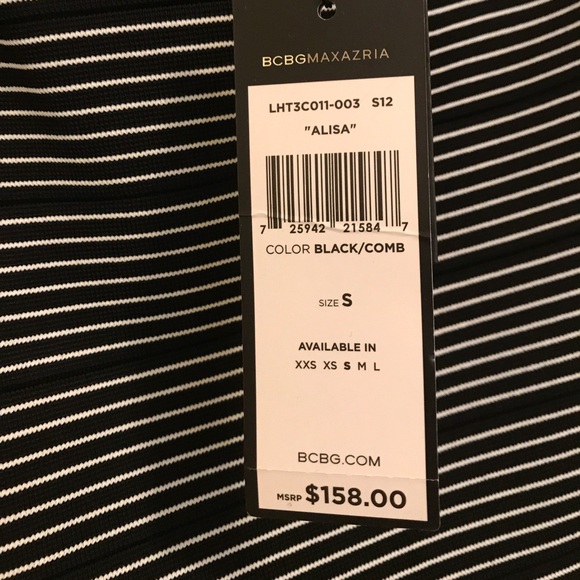 BCBGMAXAZRIA
LHT3C011-003 S12
"ALISA"
7 25942 21584 7
COLOR BLACK/COMB
SIZE S
AVAILABLE IN
XXS XS S M L
BCBG.COM
MSRP $158.00